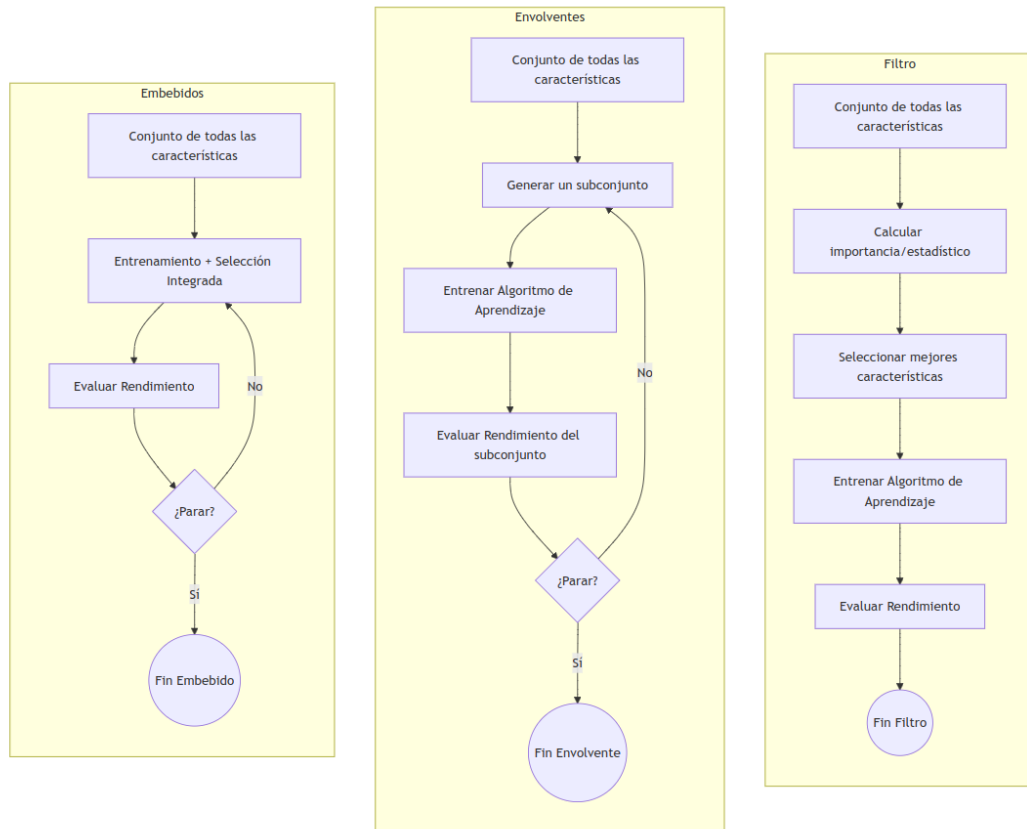 Embebidos
Conjunto de todas las
características
Entrenamiento + Selección
Integrada
Evaluar Rendimiento
No
¿Parar?
Sí
Fin Embebido
Envolventes
Conjunto de todas las
características
Generar un subconjunto
Entrenar Algoritmo de
Aprendizaje
No
Evaluar Rendimiento del
subconjunto
¿Parar?
Sí
Fin Envolvente
Filtro
Conjunto de todas las
características
Calcular
importancia/estadístico
Seleccionar mejores
características
Entrenar Algoritmo de
Aprendizaje
Evaluar Rendimiento
Fin Filtro